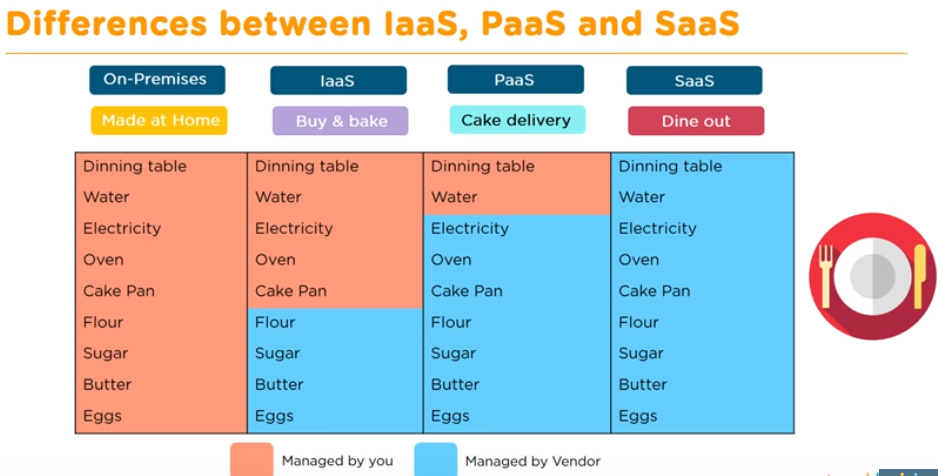 Differences between IaaS, PaaS and SaaS
On-Premises IaaS PaaS SaaS
Made at Home Buy & bake Cake delivery Dine out
Dinning table Dinning table Dinning table Dinning table
Water Water Water Water
Electricity Electricity Electricity Electricity
Oven Oven Oven Oven
Cake Pan Cake Pan Cake Pan Cake Pan
Flour Flour Flour Flour
Sugar Sugar Sugar Sugar
Butter Butter Butter Butter
Eggs Eggs Eggs Eggs
Managed by you Managed by Vendor